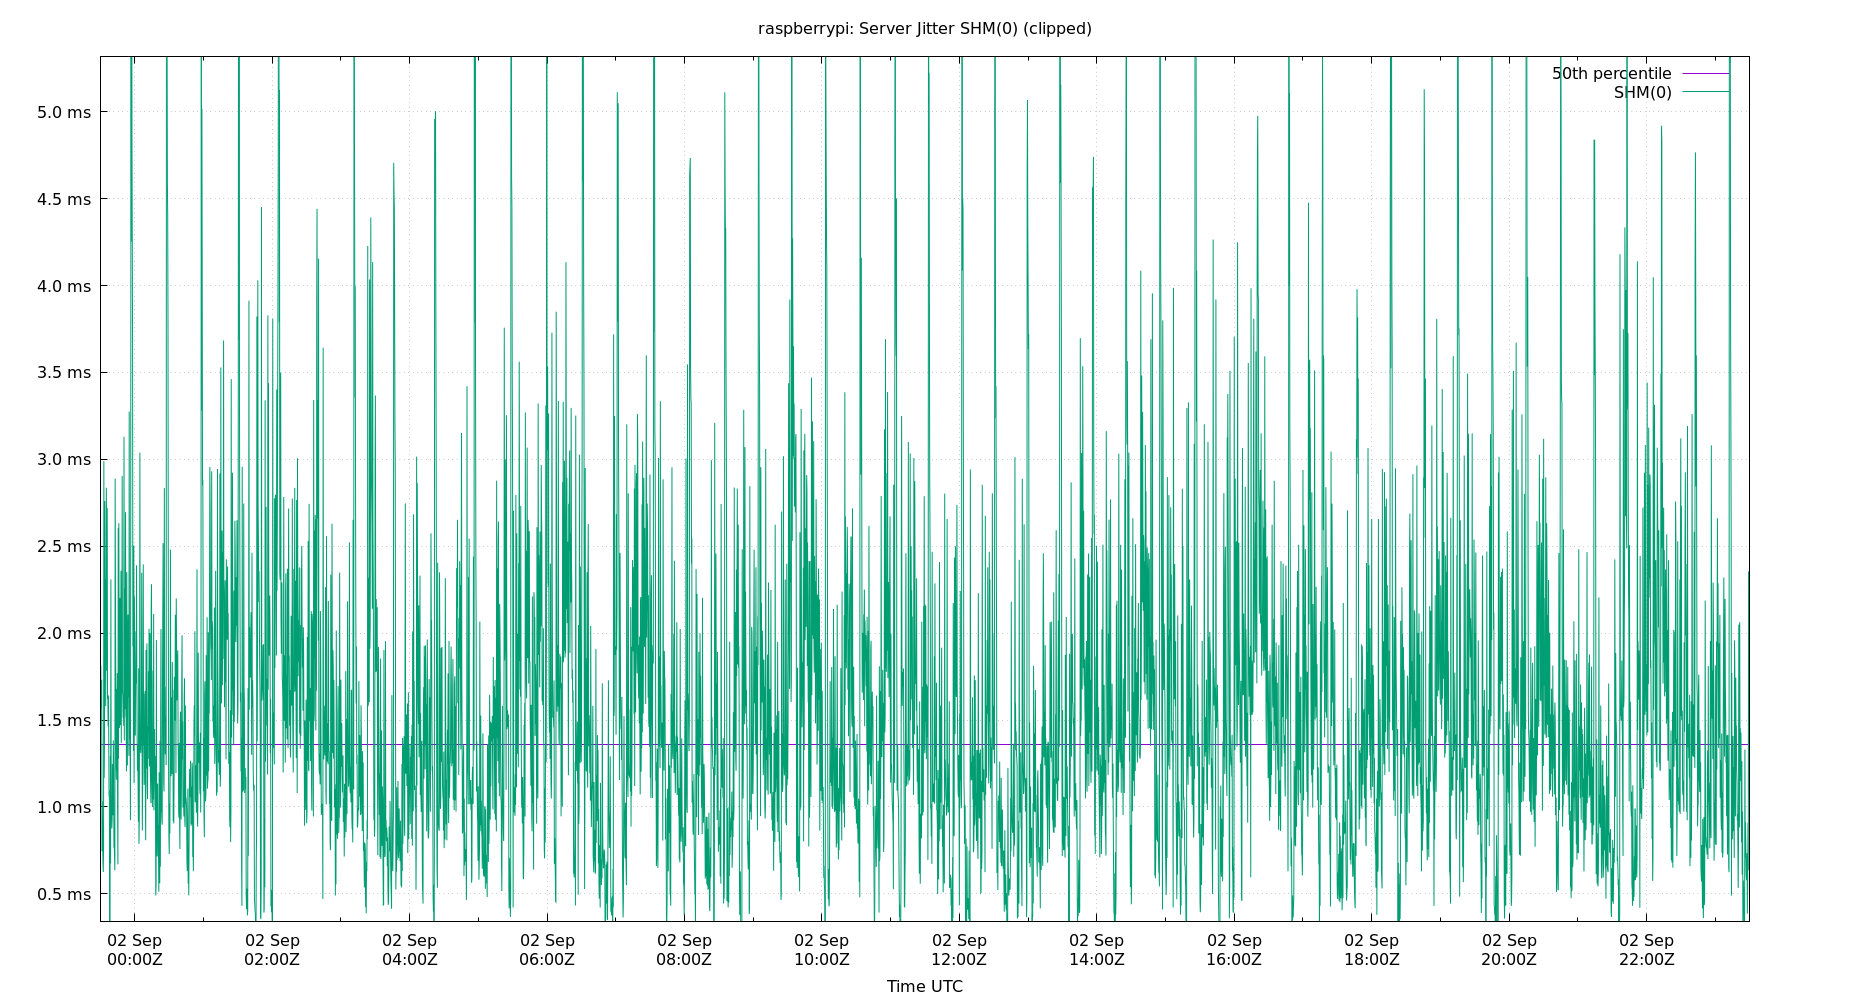 raspberrypi: Server Jitter SHM(0) (clipped)
50th percentile
SHM(0)
5.0 ms
4.5 ms
4.0 ms
3.5 ms
3.0 ms
2.5 ms
2.0 ms
1.5 ms
1.0 ms
0.5 ms
02 Sep 02 Sep 02 Sep 02 Sep 02 Sep 02 Sep 02 Sep 02 Sep 02 Sep 02 Sep 02 Sep 02 Sep
00:00Z 02:00Z 04:00Z 06:00Z 08:00Z 10:00Z 12:00Z 14:00Z 16:00Z 18:00Z 20:00Z 22:00Z
Time UTC